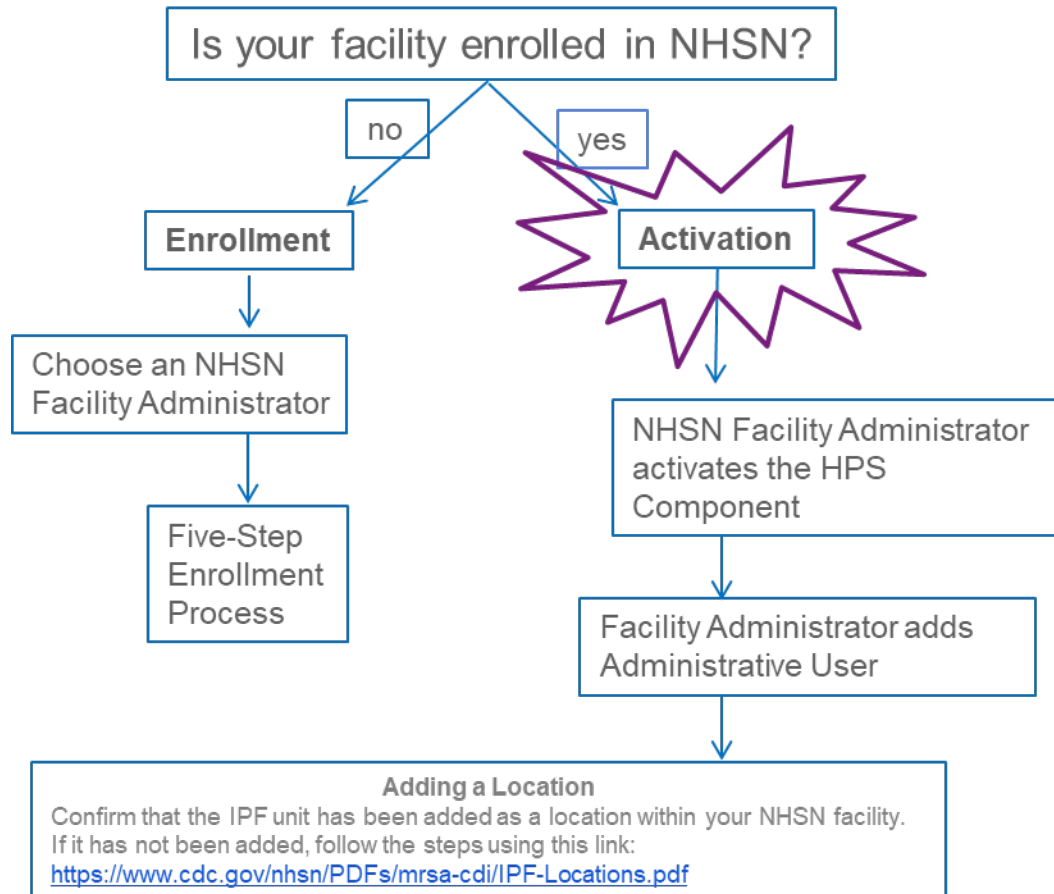 Is your facility enrolled in NHSN?
no
yes
Enrollment
Activation
Choose an NHSN
Facility Administrator
NHSN Facility Administrator
activates the HPS
Component
Five-Step
Enrollment
Process
Facility Administrator adds
Administrative User
Adding a Location
Confirm that the IPF unit has been added as a location within your NHSN facility.
If it has not been added, follow the steps using this link:
https://www.cdc.gov/nhsn/PDFs/mrsa-cdi/IPF-Locations.pdf